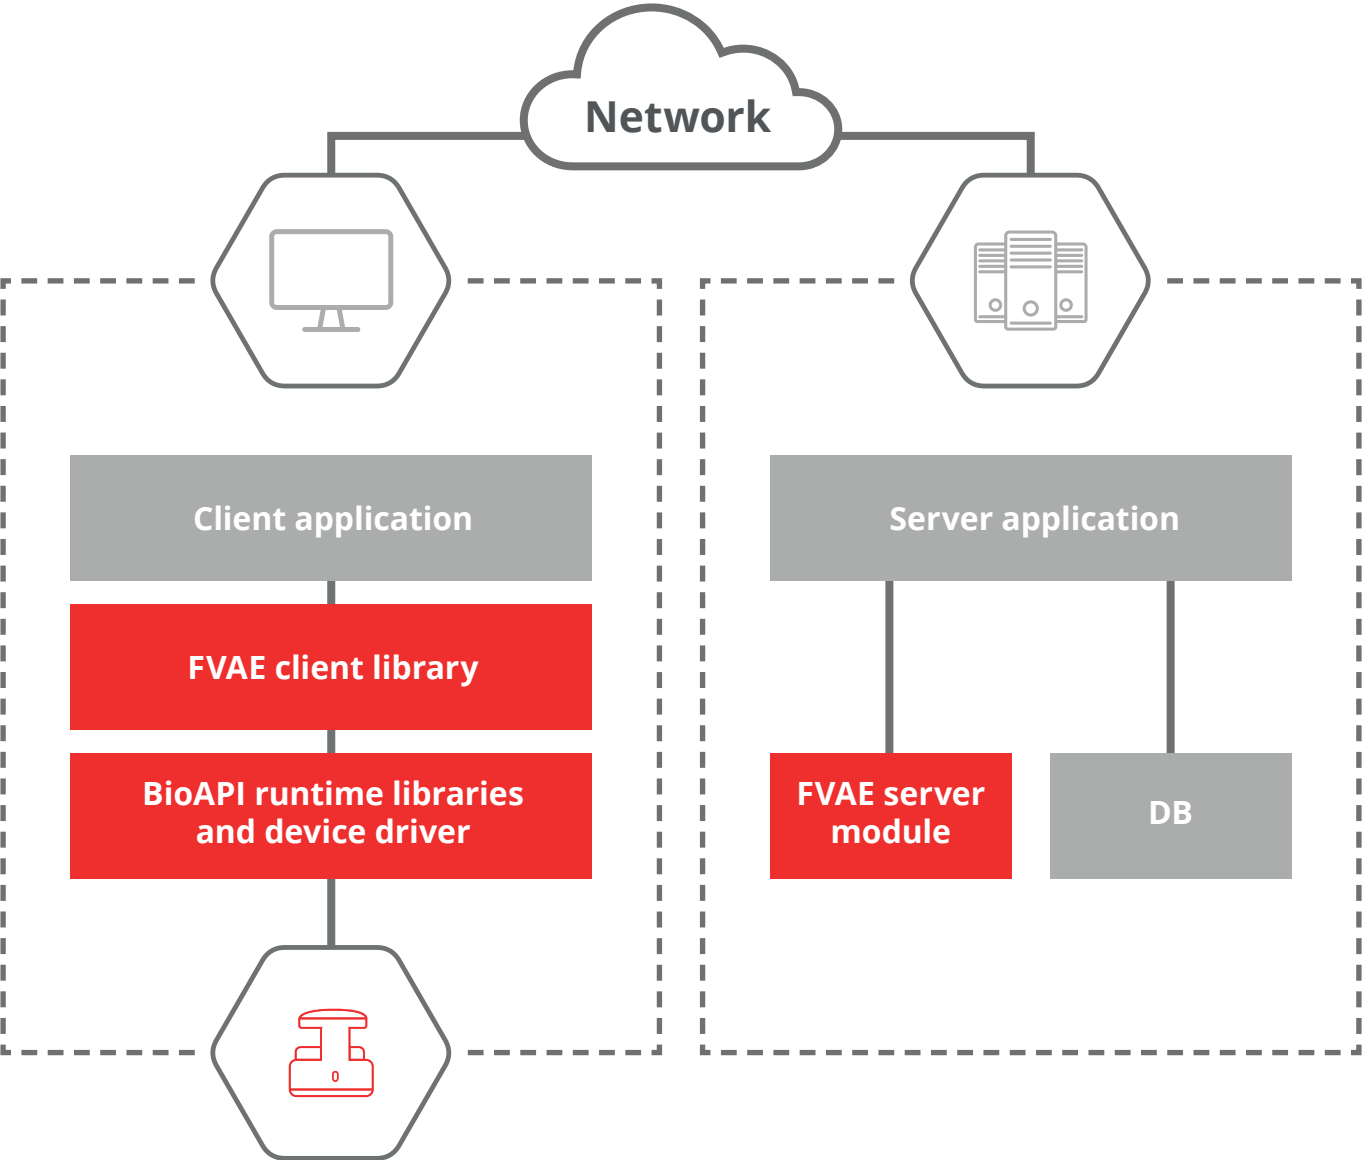 Network
Client application
FVAE client library
BioAPI runtime libraries
and device driver
Server application
FVAE server
module
DB